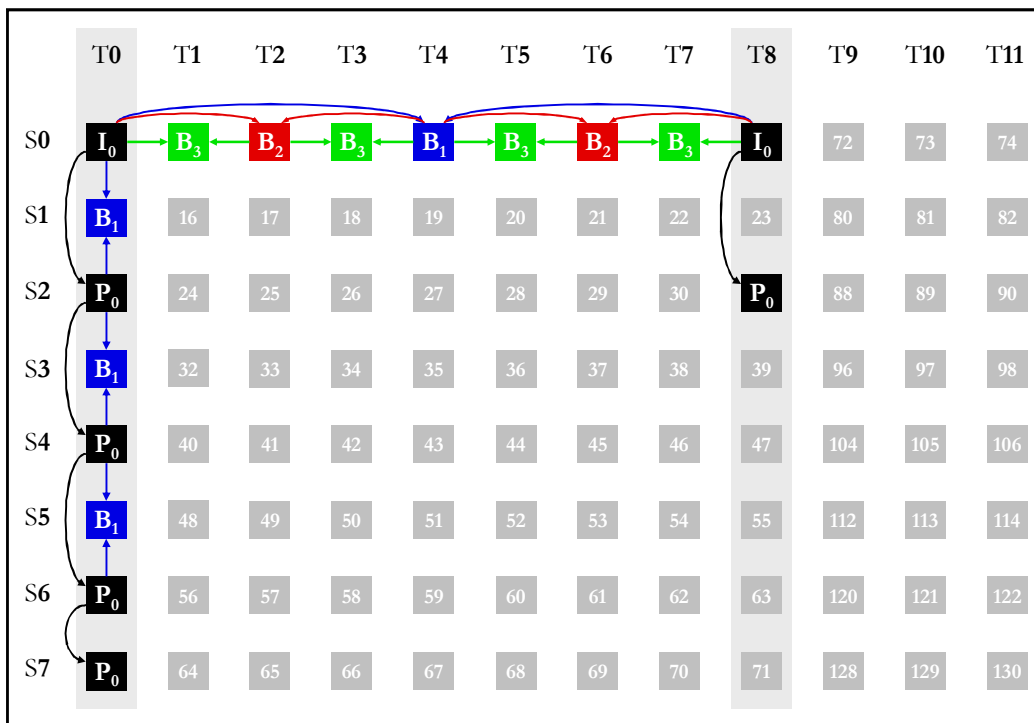 T0 T1 T2 T3 T4 T5 T6 T7 T8 T9 T10 T11
S0 I0 B3 B2 B3 B1 B3 B2 B3 I0 72 73 74
S1 B1 16 17 18 19 20 21 22 23 80 81 82
S2 P0 24 25 26 27 28 29 30 P0 88 89 90
S3 B1 32 33 34 35 36 37 38 39 96 97 98
S4 P0 40 41 42 43 44 45 46 47 104 105 106
S5 B1 48 49 50 51 52 53 54 55 112 113 114
S6 P0 56 57 58 59 60 61 62 63 120 121 122
S7 P0 64 65 66 67 68 69 70 71 128 129 130